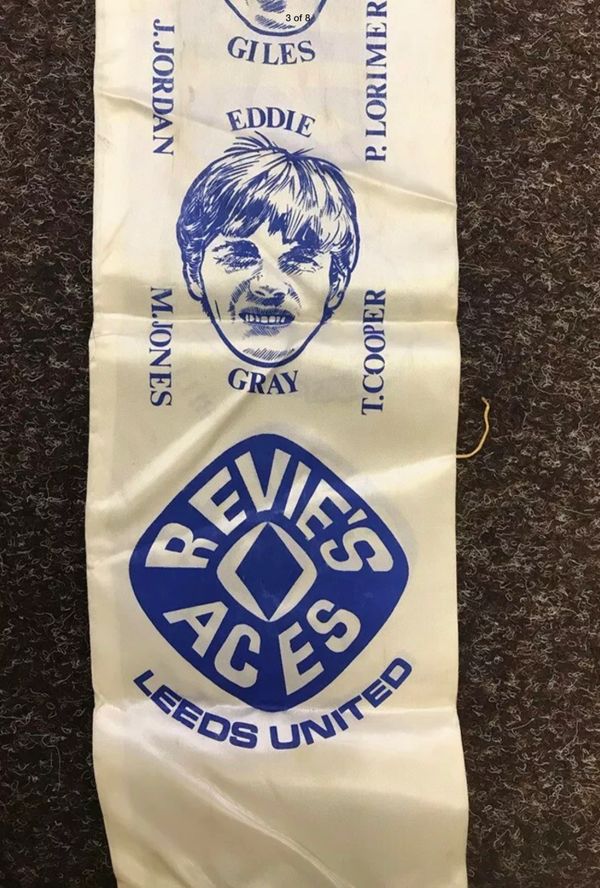 3 of 8
GILES
J.JORDAN
P. LORIMER
EDDIE
GRAY
M.JONES
T.COOPER
REVIE'S
ACES
LEEDS UNITED